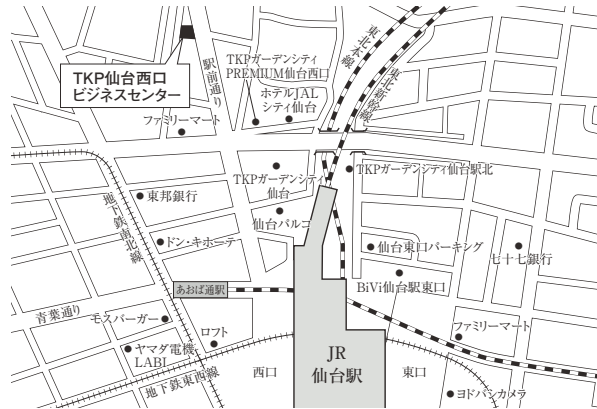 東北本線
東北新幹線
駅前通り
TKPガーデンシティ
PREMIUM仙台西口
TKP仙台西口
ビジネスセンター
ホテルJAL
シティ仙台
ファミリーマート
TKPガーデンシティ
仙台
TKPガーデンシティ仙台駅北
東邦銀行
地下鉄南北線
仙台パルコ
ドン・キホーテ
仙台東口パーキング
七十七銀行
あおば通駅
BiVi仙台駅東口
青葉通り
モスバーガー
ロフト
ファミリーマート
ヤマダ電機
LABI
JR
仙台駅
西口
東口
地下鉄東西線
ヨドバシカメラ